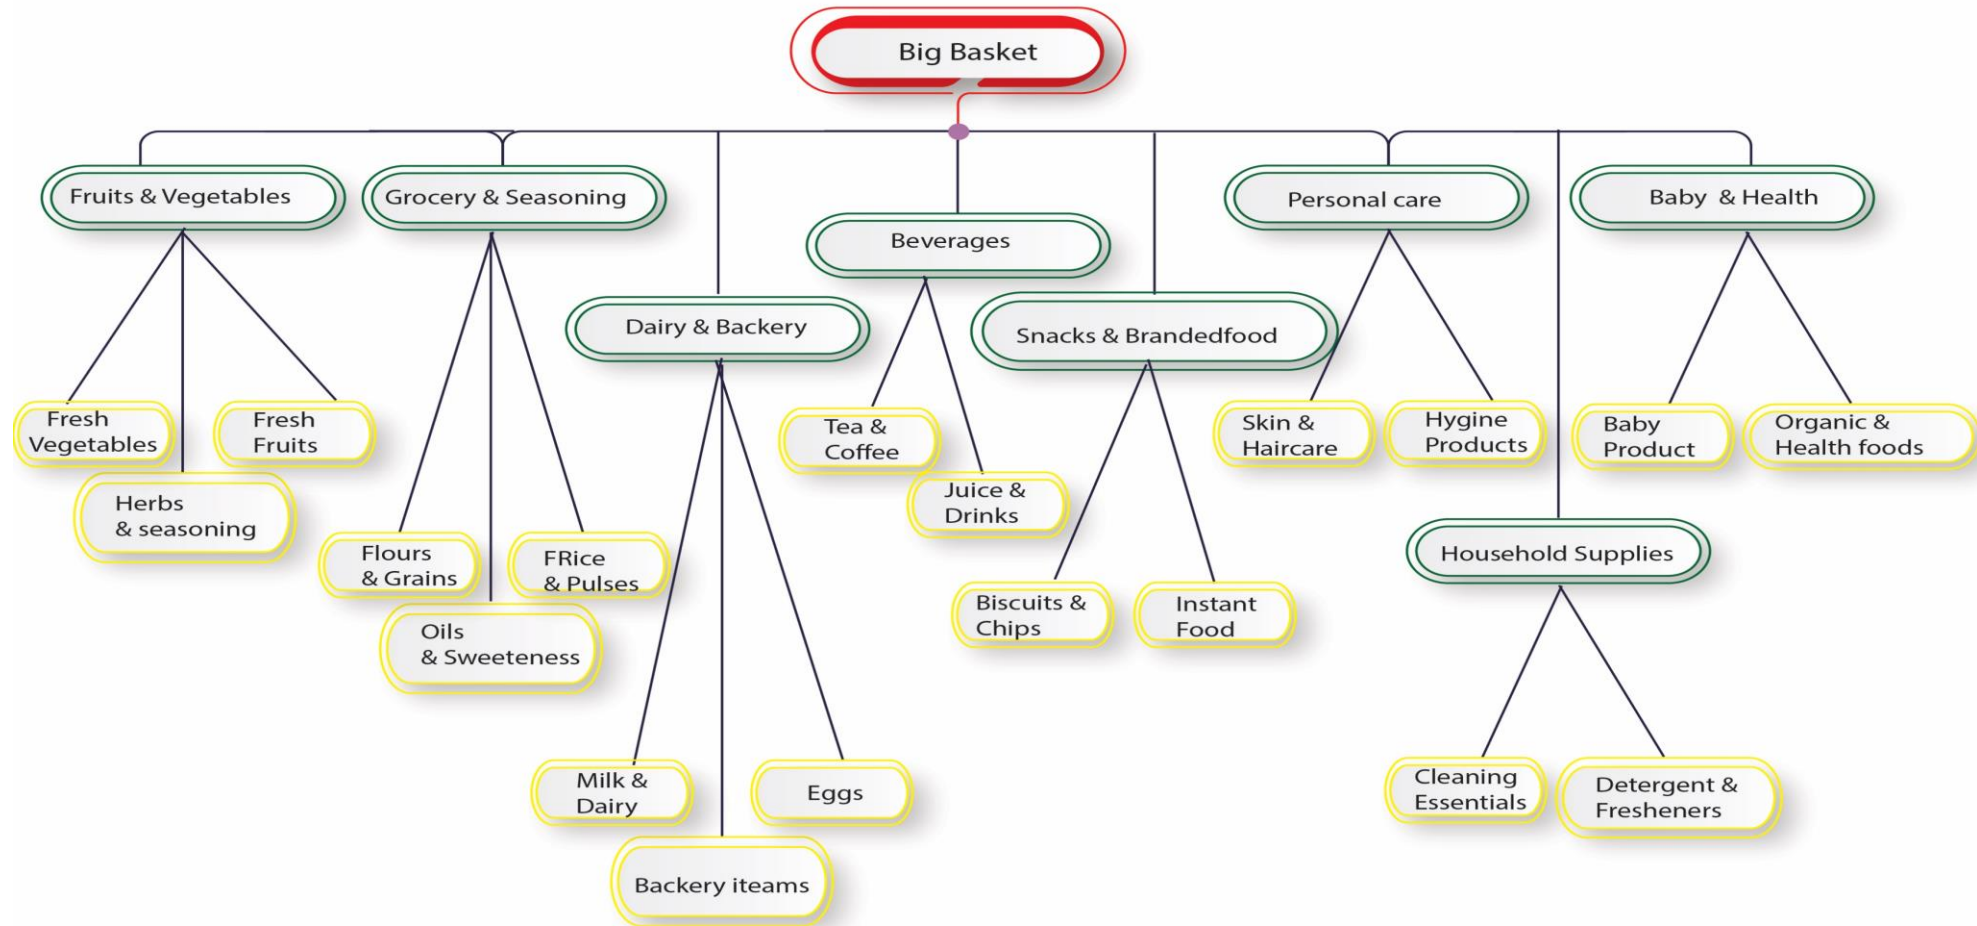 Big Basket
Fruits & Vegetables
Grocery & Seasoning
Personal care
Baby & Health
Beverages
Dairy & Backery
Snacks & Brandedfood
Fresh
Vegetables
Fresh
Fruits
Tea &
Coffee
Skin &
Haircare
Hygine
Products
Baby
Product
Organic &
Health foods
Herbs
& seasoning
Juice &
Drinks
Flours
& Grains
FRice
& Pulses
Household Supplies
Oils
& Sweeteness
Biscuits &
Chips
Instant
Food
Milk &
Dairy
Eggs
Cleaning
Essentials
Detergent &
Fresheners
Backery iteams